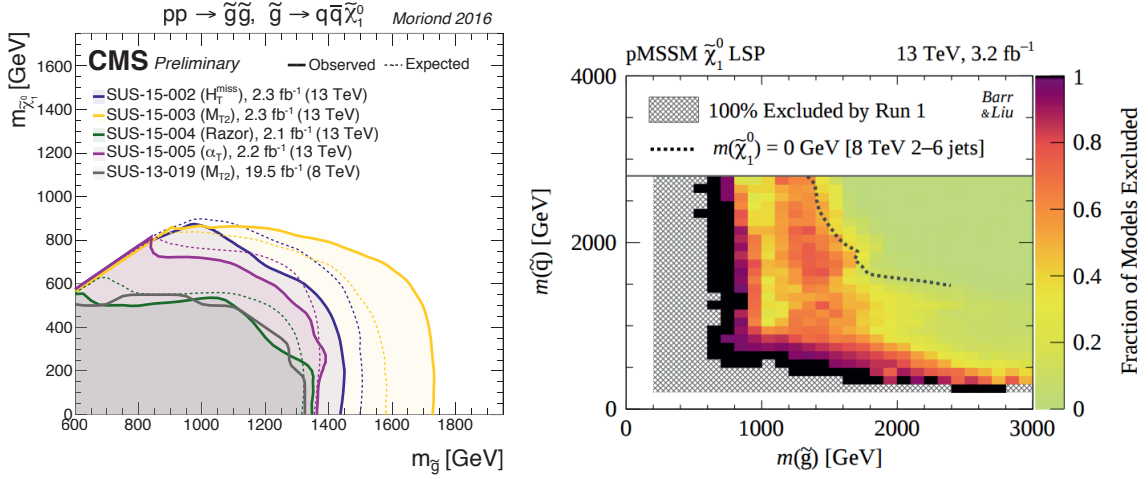 pp → g̃g̃, g̃ → qq̄χ̃₁⁰ Moriond 2016
CMS Preliminary
Observed Expected
SUS-15-002 (H_T^miss), 2.3 fb⁻¹ (13 TeV)
SUS-15-003 (M_T2), 2.3 fb⁻¹ (13 TeV)
SUS-15-004 (Razor), 2.1 fb⁻¹ (13 TeV)
SUS-15-005 (α_T), 2.2 fb⁻¹ (13 TeV)
SUS-13-019 (M_T2), 19.5 fb⁻¹ (8 TeV)
m_χ̃₁⁰ [GeV]
1600
1400
1200
1000
800
600
400
200
0
600 800 1000 1200 1400 1600 1800
m_g̃ [GeV]
pMSSM χ̃₁⁰ LSP 13 TeV, 3.2 fb⁻¹
100% Excluded by Run 1
Barr
&Liu
m(χ̃₁⁰) = 0 GeV [8 TeV 2–6 jets]
m(q̃) [GeV]
4000
2000
0
0 1000 2000 3000
m(g̃) [GeV]
1
0.8
0.6
0.4
0.2
0
Fraction of Models Excluded